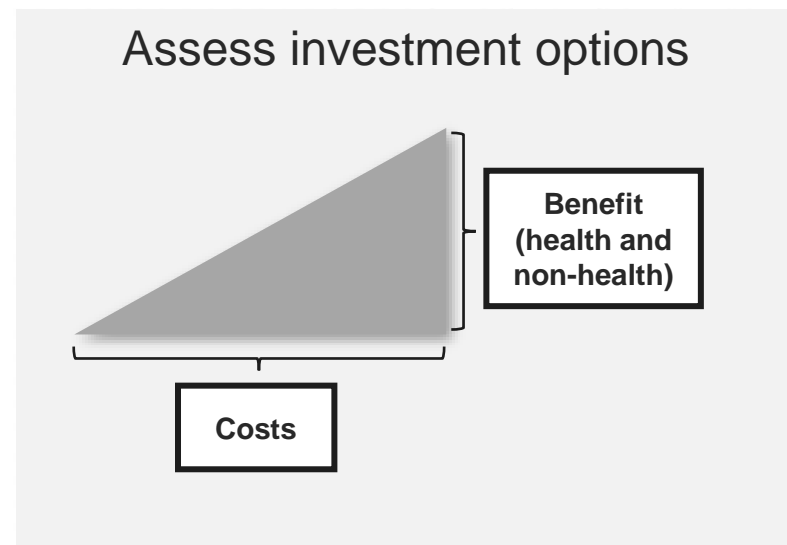 Assess investment options
Benefit
(health and
non-health)
Costs